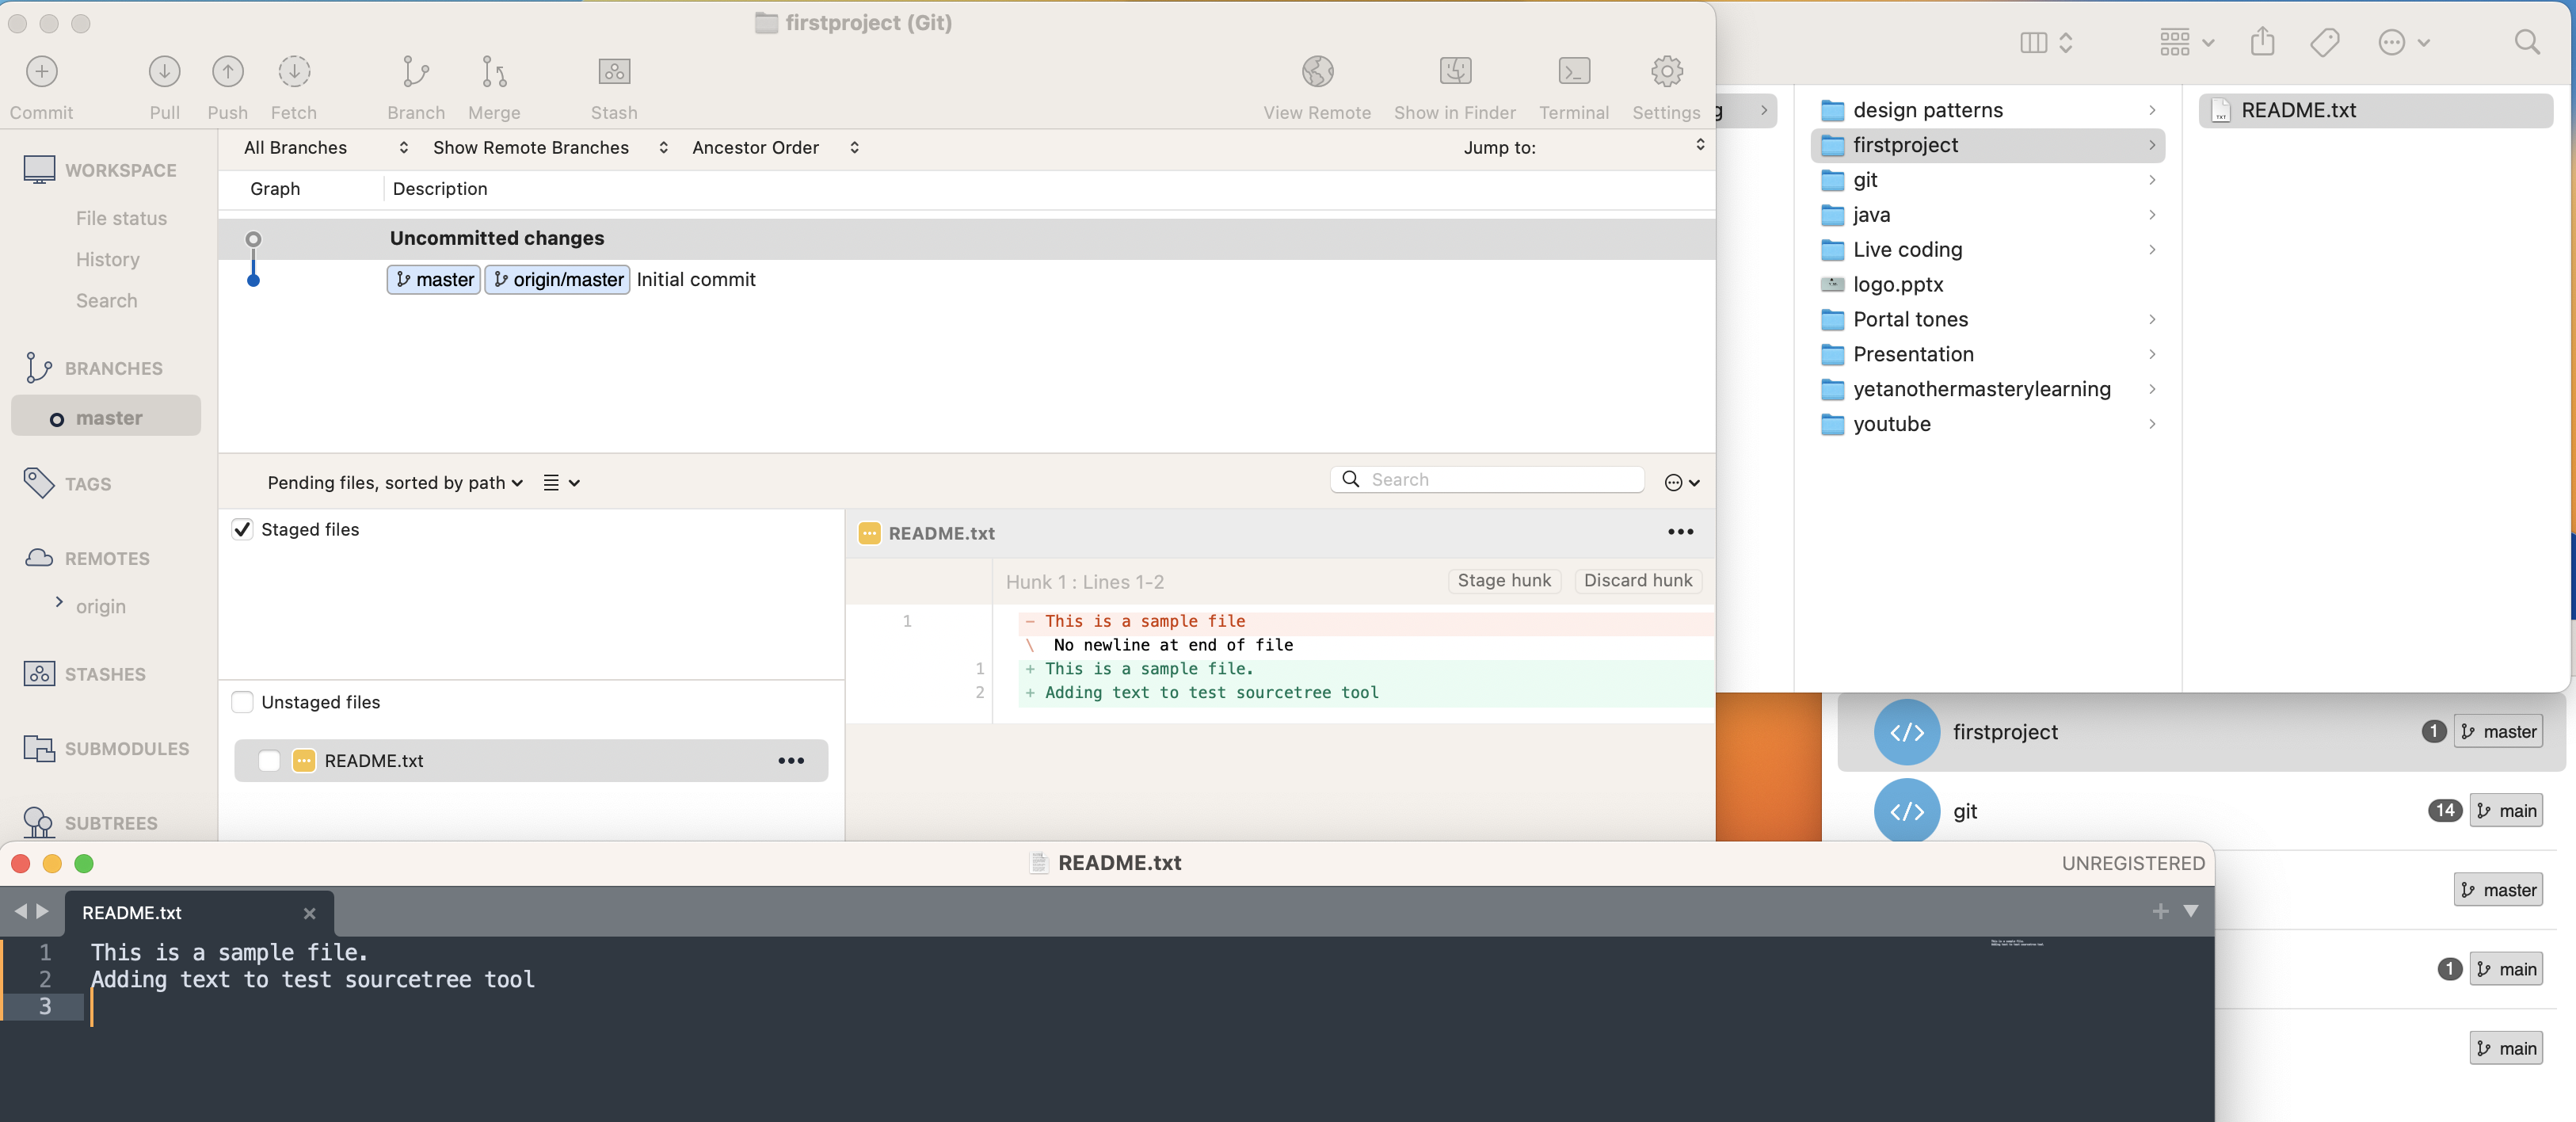 firstproject (Git)
Commit
Pull
Push
Fetch
Branch
Merge
Stash
View Remote
Show in Finder
Terminal
Settings
WORKSPACE
File status
History
Search
BRANCHES
master
TAGS
REMOTES
origin
STASHES
SUBMODULES
SUBTREES
All Branches
Show Remote Branches
Ancestor Order
Jump to:
Graph
Description
Uncommitted changes
master origin/master Initial commit
Pending files, sorted by path
Search
Staged files
Unstaged files
README.txt
README.txt
Hunk 1 : Lines 1-2
Stage hunk
Discard hunk
1 - This is a sample file
\ No newline at end of file
1 + This is a sample file.
2 + Adding text to test sourcetree tool
g
design patterns
firstproject
git
java
Live coding
logo.pptx
Portal tones
Presentation
yetanothermasterylearning
youtube
TXT
README.txt
</> firstproject 1 master
</> git 14 main
master
1 main
main
README.txt
UNREGISTERED
README.txt
1 This is a sample file.
2 Adding text to test sourcetree tool
3